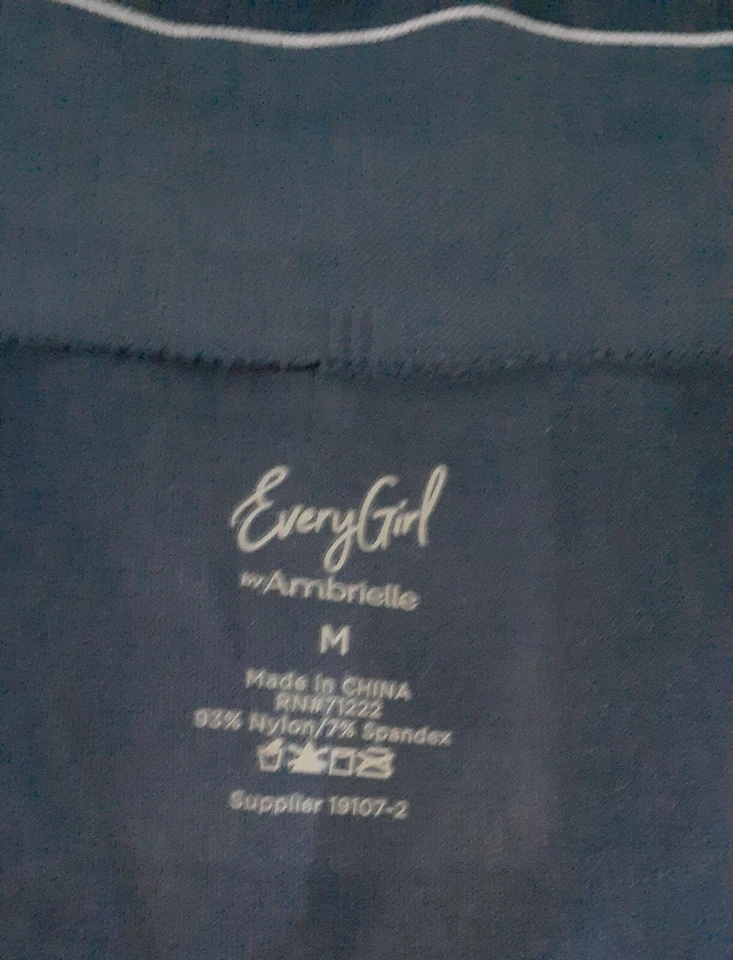 EveryGirl
by Ambrielle
M
Made in CHINA
RN#71222
93% Nylon/7% Spandex
Supplier 19107-2